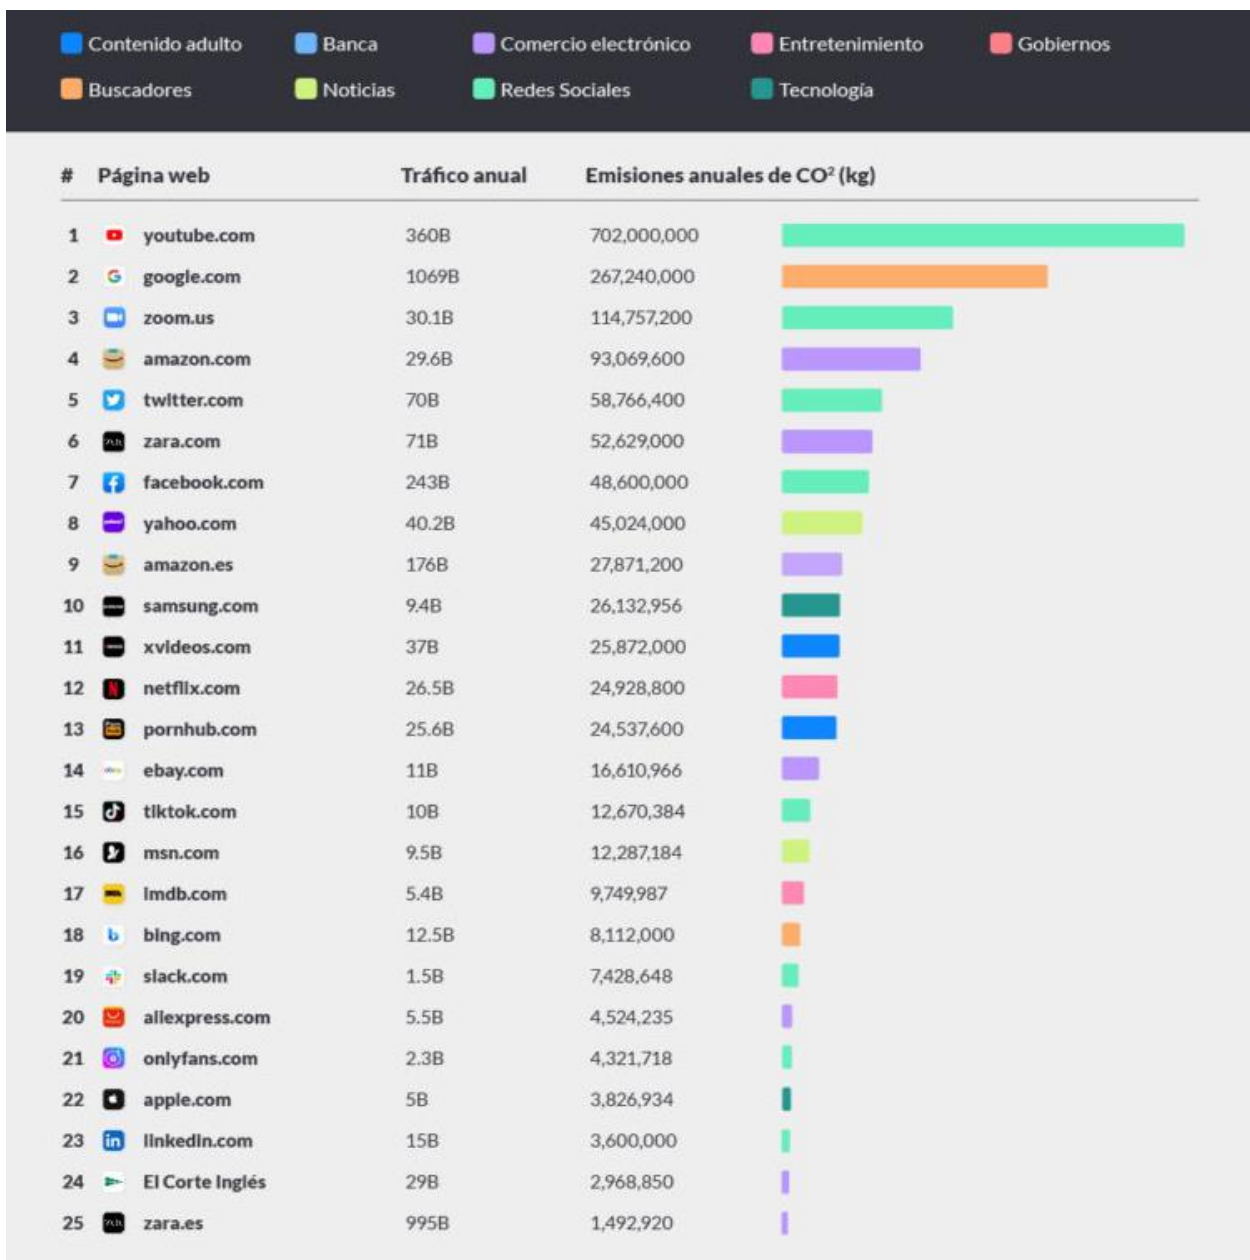 Contenido adulto Banca Comercio electrónico Entretenimiento Gobiernos
Buscadores Noticias Redes Sociales Tecnología
# Página web Tráfico anual Emisiones anuales de CO² (kg)
1 youtube.com 360B 702,000,000
2 google.com 1069B 267,240,000
3 zoom.us 30.1B 114,757,200
4 amazon.com 29.6B 93,069,600
5 twitter.com 70B 58,766,400
6 zara.com 71B 52,629,000
7 facebook.com 243B 48,600,000
8 yahoo.com 40.2B 45,024,000
9 amazon.es 176B 27,871,200
10 samsung.com 9.4B 26,132,956
11 xvideos.com 37B 25,872,000
12 netflix.com 26.5B 24,928,800
13 pornhub.com 25.6B 24,537,600
14 ebay.com 11B 16,610,966
15 tiktok.com 10B 12,670,384
16 msn.com 9.5B 12,287,184
17 imdb.com 5.4B 9,749,987
18 bing.com 12.5B 8,112,000
19 slack.com 1.5B 7,428,648
20 aliexpress.com 5.5B 4,524,235
21 onlyfans.com 2.3B 4,321,718
22 apple.com 5B 3,826,934
23 linkedin.com 15B 3,600,000
24 El Corte Inglés 29B 2,968,850
25 zara.es 995B 1,492,920